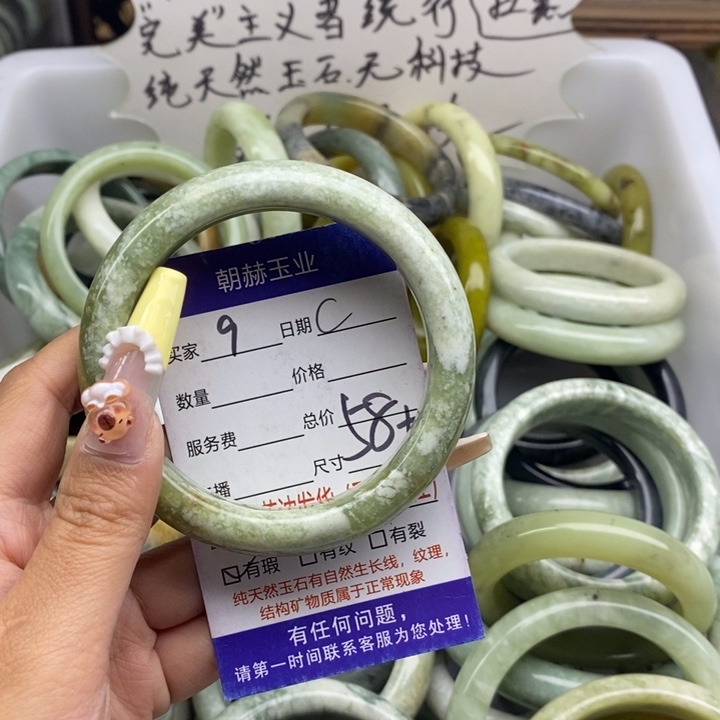 "完美"主义者绕行
纯天然玉石.无科技
朝赫玉业
买家 9 日期 C
数量 价格
服务费 总价 58
播 尺寸
☑有瑕 □有纹 □有裂
纯天然玉石有自然生长线，纹理，
结构矿物质属于正常现象
有任何问题，
请第一时间联系客服为您处理！